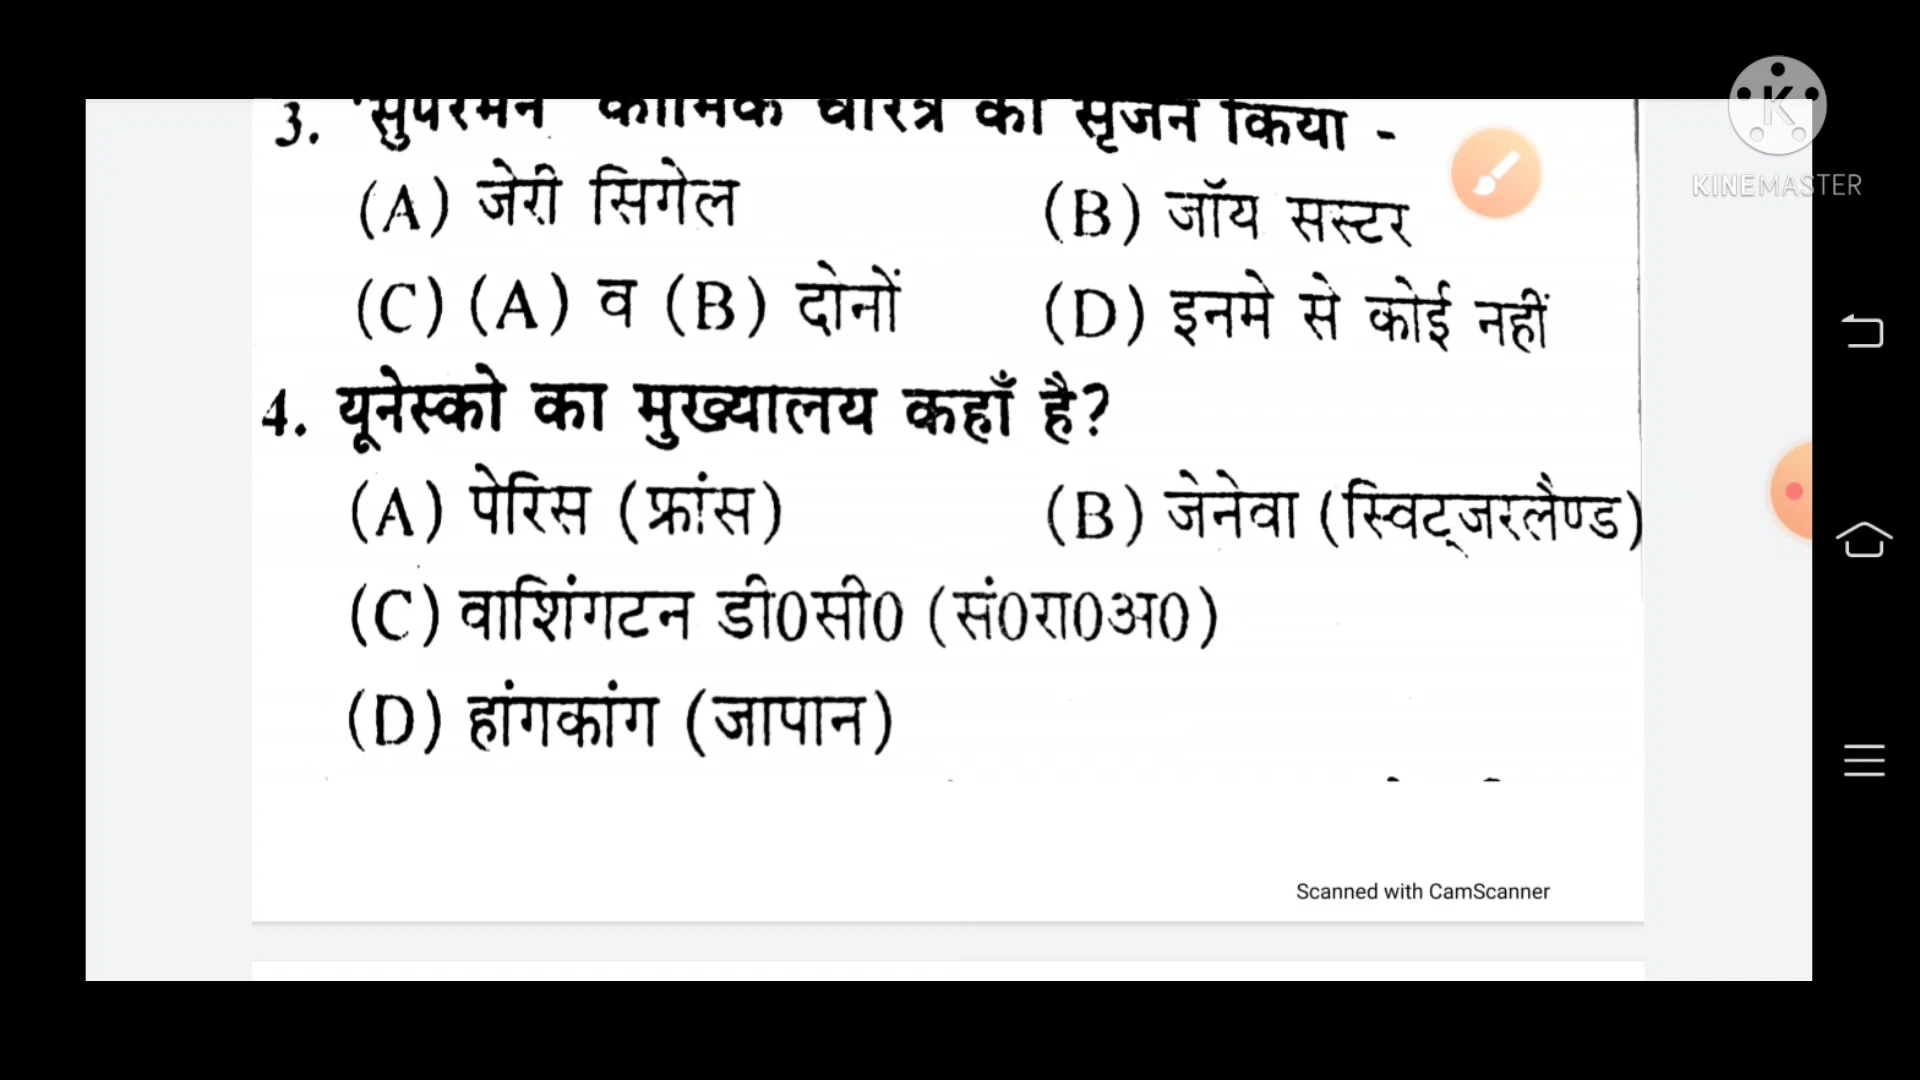 3. 'सुपरमैन' कॉमिक चरित्र का सृजन किया -
(A) जेरी सिगेल (B) जॉय सस्टर
(C) (A) व (B) दोनों (D) इनमे से कोई नहीं
4. यूनेस्को का मुख्यालय कहाँ है?
(A) पेरिस (फ्रांस) (B) जेनेवा (स्विट्जरलैण्ड)
(C) वाशिंगटन डी0सी0 (सं0रा0अ0)
(D) हांगकांग (जापान)
Scanned with CamScanner
K
KINEMASTER